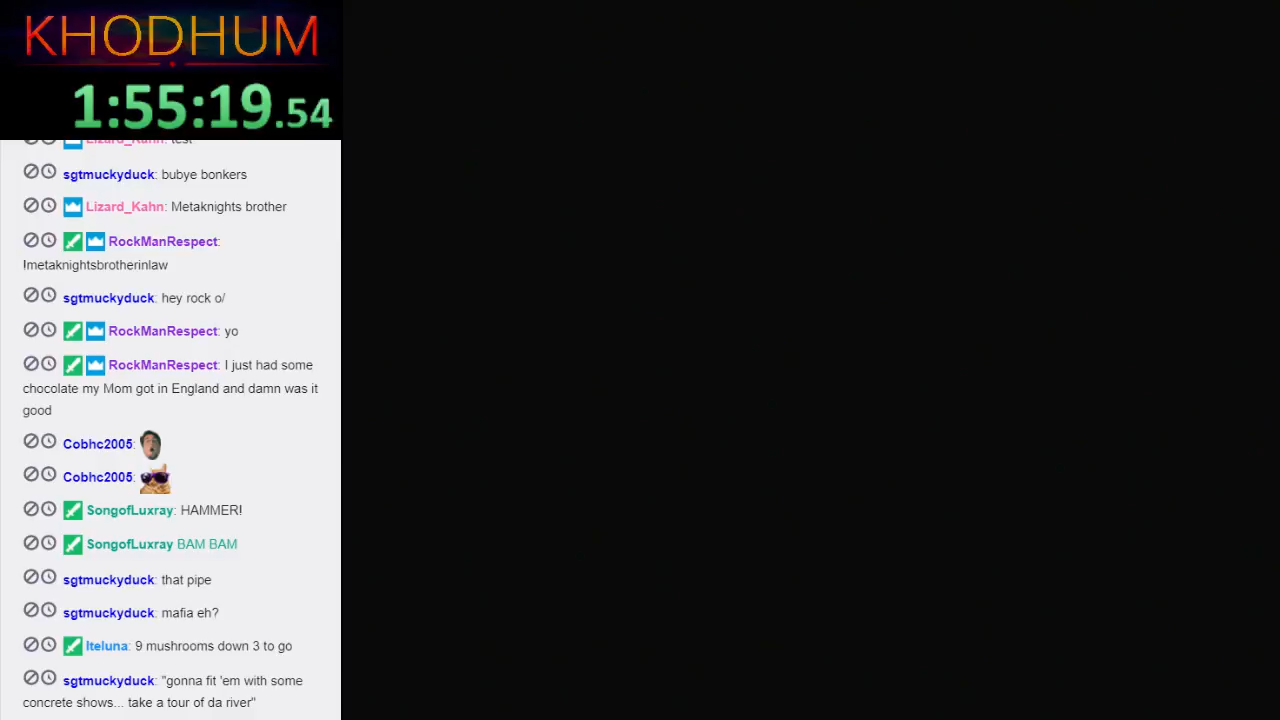 KHODHUM
1:55:19.54
Lizard_Kahn: test
sgtmuckyduck: bubye bonkers
Lizard_Kahn: Metaknights brother
RockManRespect:
!metaknightsbrotherinlaw
sgtmuckyduck: hey rock o/
RockManRespect: yo
RockManRespect: I just had some
chocolate my Mom got in England and damn was it
good
Cobhc2005:
Cobhc2005:
SongofLuxray: HAMMER!
SongofLuxray BAM BAM
sgtmuckyduck: that pipe
sgtmuckyduck: mafia eh?
Iteluna: 9 mushrooms down 3 to go
sgtmuckyduck: "gonna fit 'em with some
concrete shows... take a tour of da river"